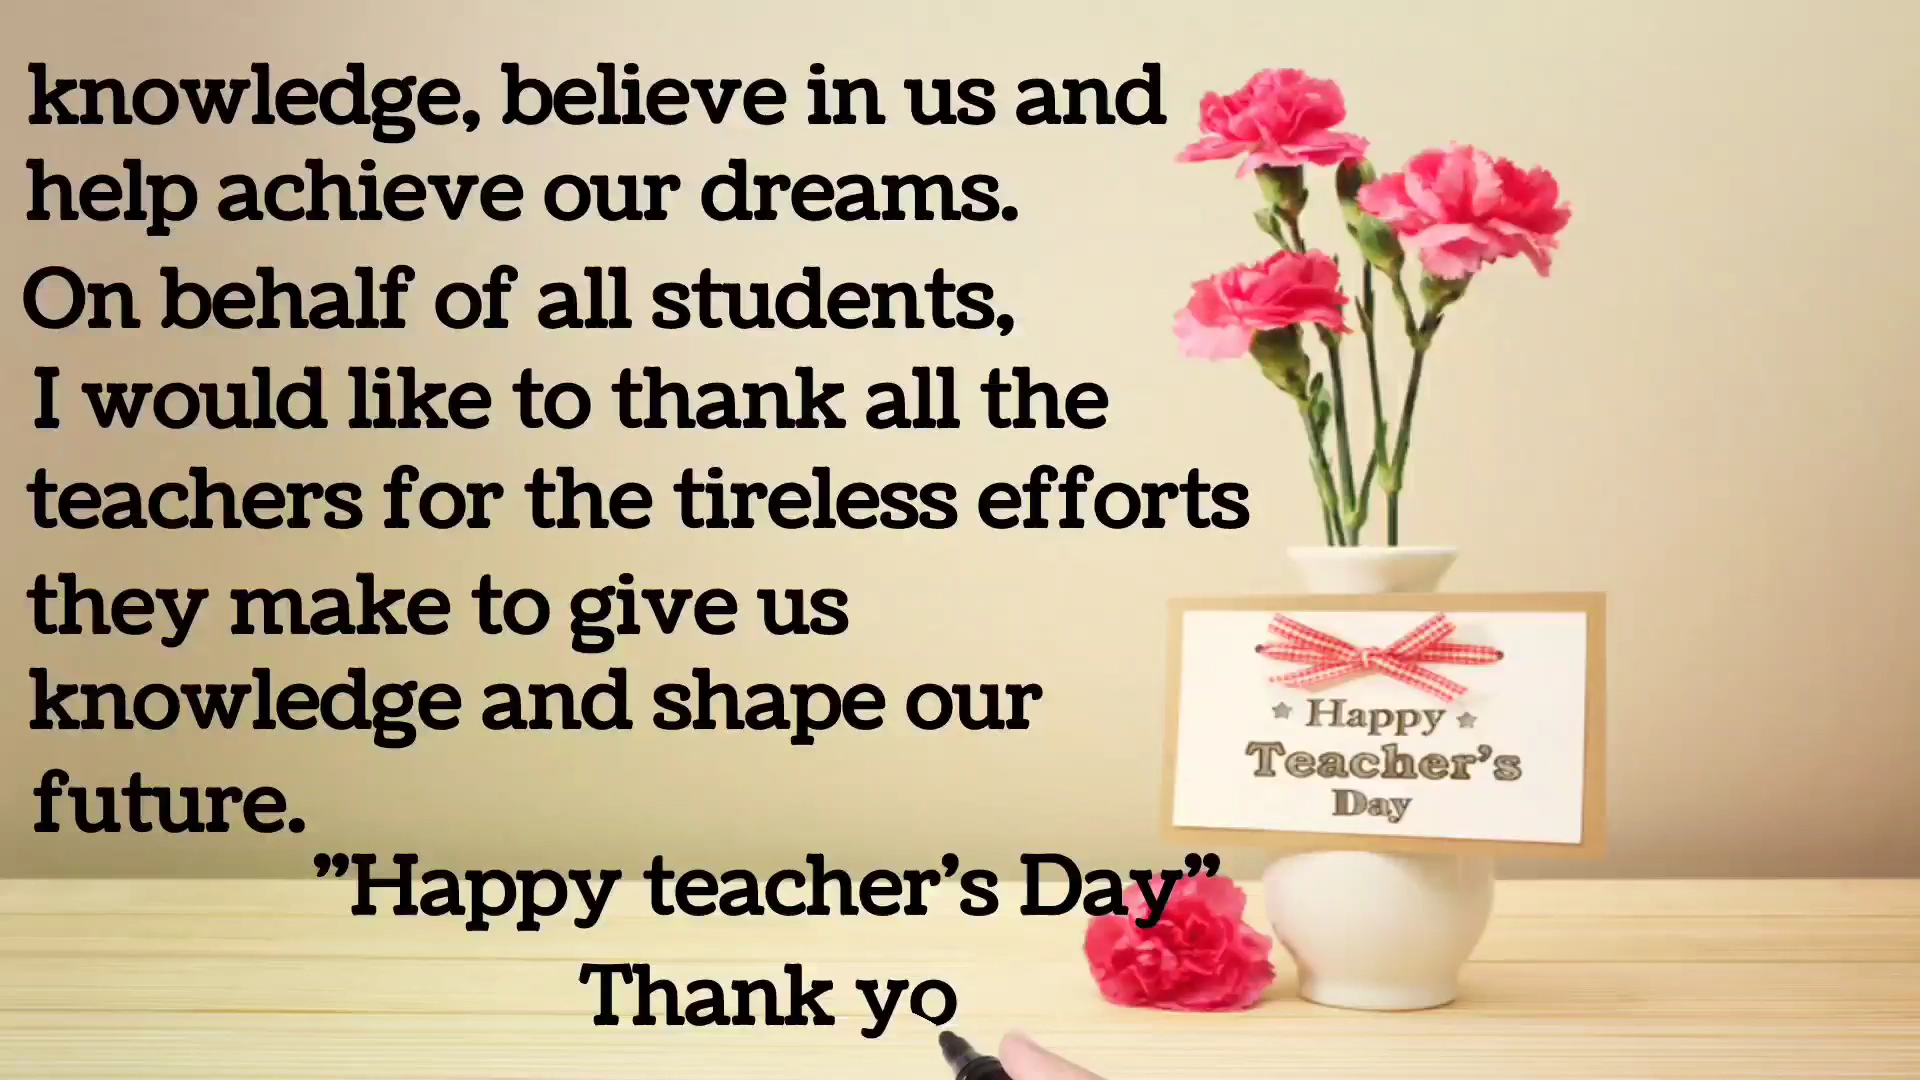 knowledge, believe in us and
help achieve our dreams.
On behalf of all students,
I would like to thank all the
teachers for the tireless efforts
they make to give us
knowledge and shape our
future.
”Happy teacher’s Day”
Thank yo
Happy
Teacher’s
Day